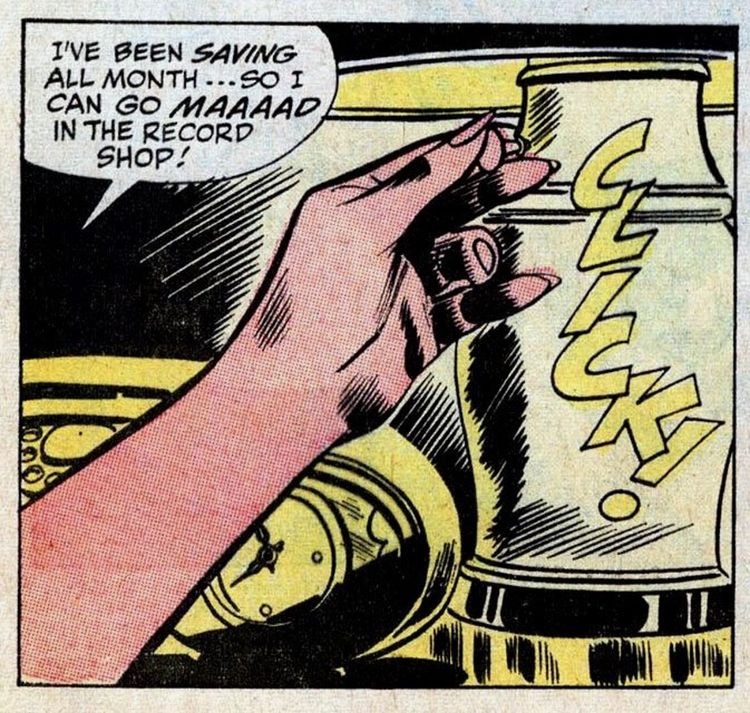 I'VE BEEN SAVING
ALL MONTH...SO I
CAN GO MAAAAD
IN THE RECORD
SHOP!
CLICK!